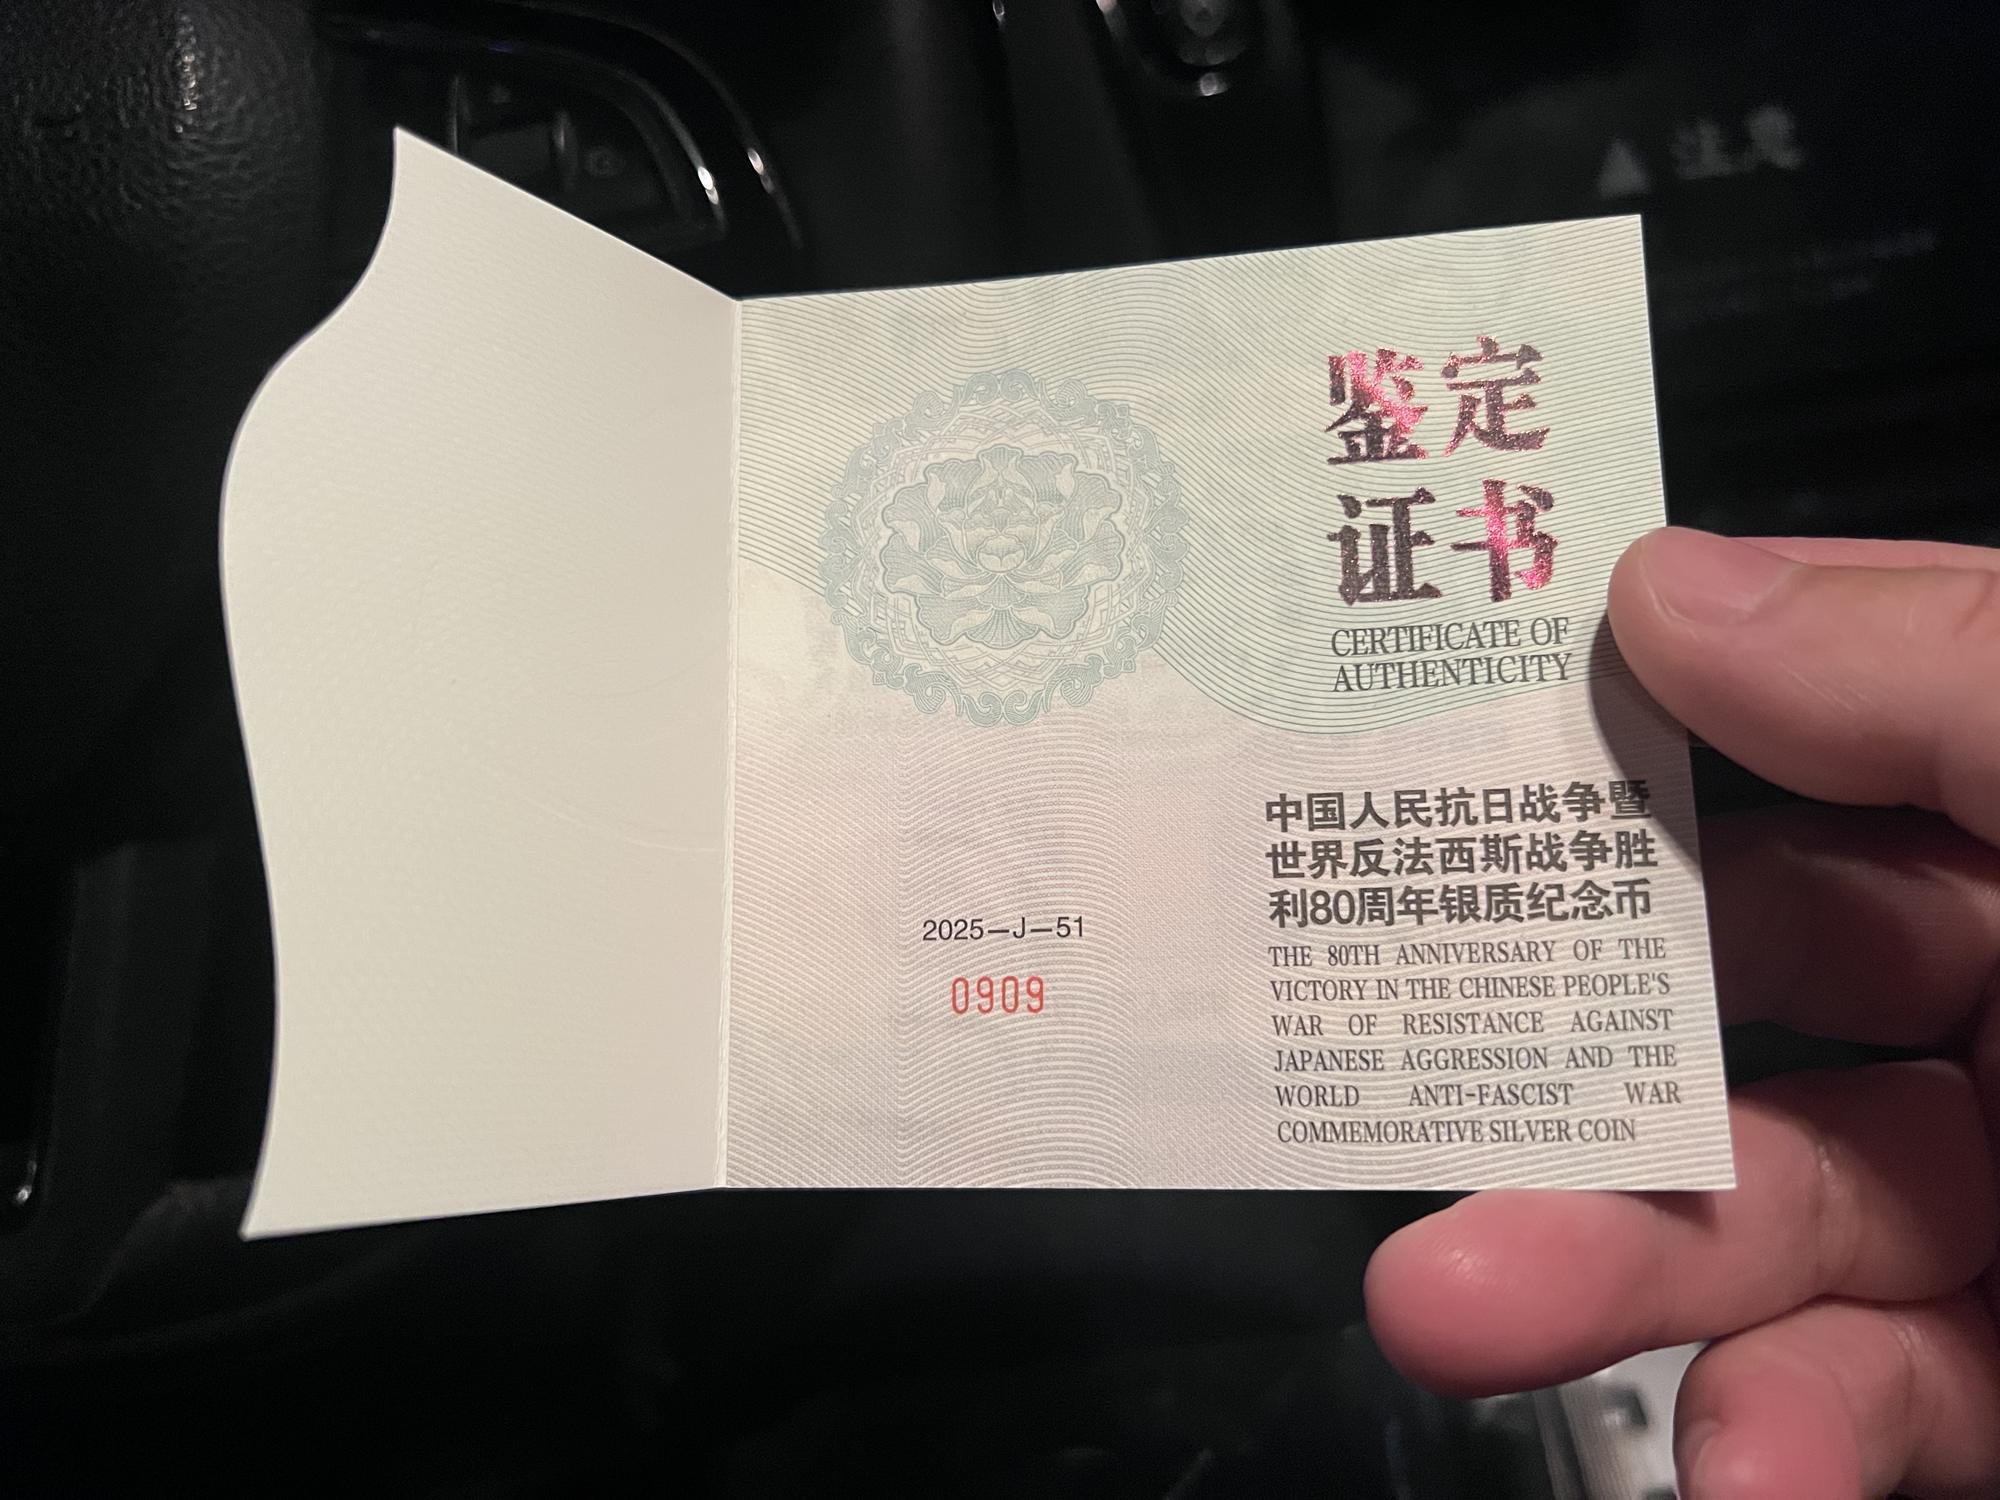 注意
鉴定
证书
CERTIFICATE OF
AUTHENTICITY
中国人民抗日战争暨
世界反法西斯战争胜
利80周年银质纪念币
THE 80TH ANNIVERSARY OF THE
VICTORY IN THE CHINESE PEOPLE'S
WAR OF RESISTANCE AGAINST
JAPANESE AGGRESSION AND THE
WORLD ANTI-FASCIST WAR
COMMEMORATIVE SILVER COIN
2025—J—51
0909